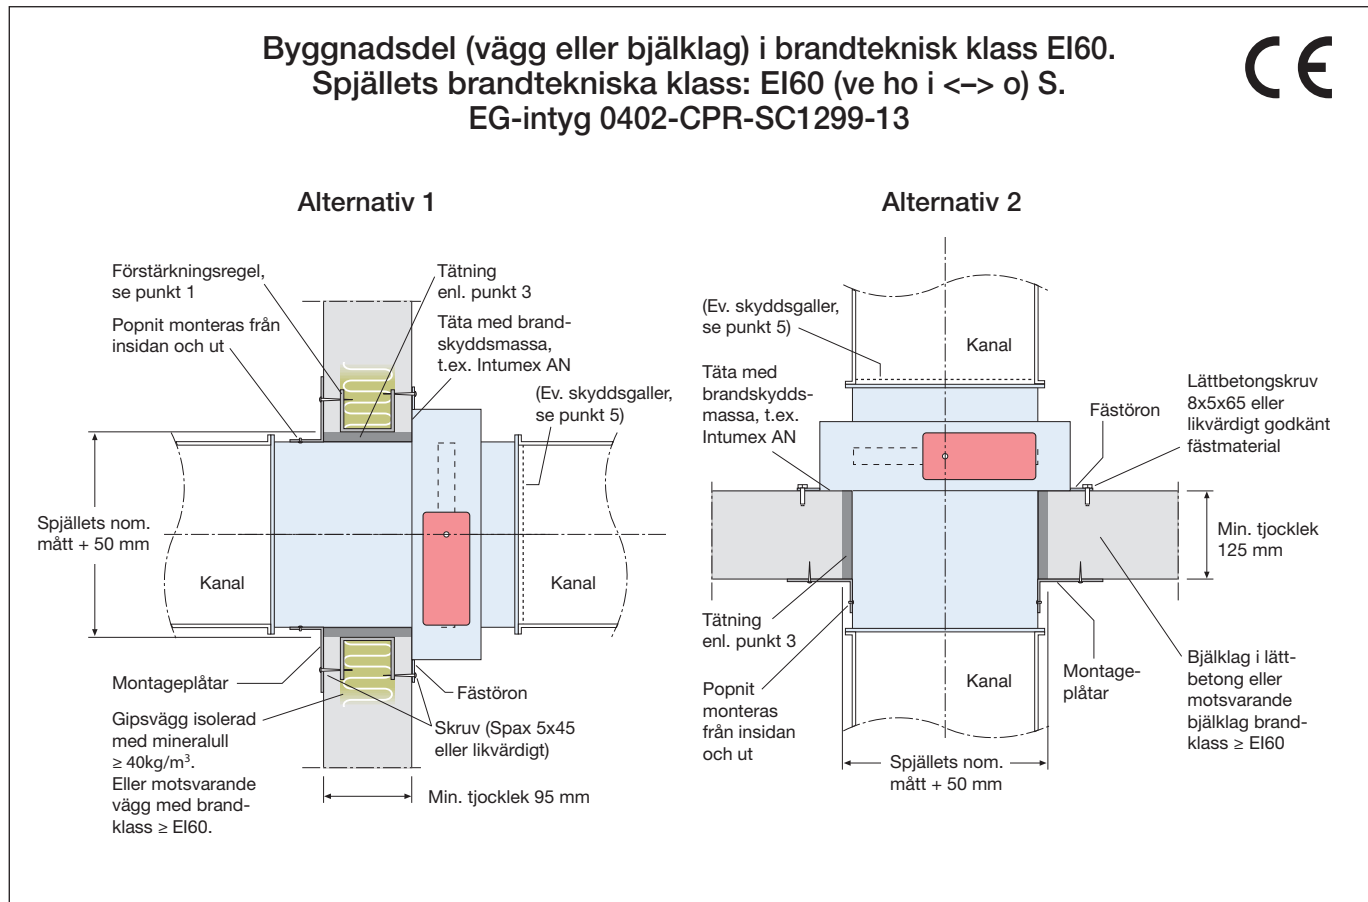 Byggnadsdel (vägg eller bjälklag) i brandteknisk klass EI60.
Spjällets brandtekniska klass: EI60 (ve ho i <–> o) S.
EG-intyg 0402-CPR-SC1299-13
CE
Alternativ 1
Förstärkningsregel,
se punkt 1
Popnit monteras från
insidan och ut
Tätning
enl. punkt 3
Täta med brand-
skyddsmassa,
t.ex. Intumex AN
(Ev. skyddsgaller,
se punkt 5)
Spjällets nom.
mått + 50 mm
Kanal
Kanal
Montageplåtar
Gipsvägg isolerad
med mineralull
≥ 40kg/m³.
Eller motsvarande
vägg med brand-
klass ≥ EI60.
Fästöron
Skruv (Spax 5x45
eller likvärdigt)
Min. tjocklek 95 mm
Alternativ 2
(Ev. skyddsgaller,
se punkt 5)
Kanal
Täta med
brandskydds-
massa, t.ex.
Intumex AN
Fästöron
Lättbetongskruv
8x5x65 eller
likvärdigt godkänt
fästmaterial
Min. tjocklek
125 mm
Tätning
enl. punkt 3
Popnit
monteras
från insidan
och ut
Kanal
Montage-
plåtar
Bjälklag i lätt-
betong eller
motsvarande
bjälklag brand-
klass ≥ EI60
Spjällets nom.
mått + 50 mm